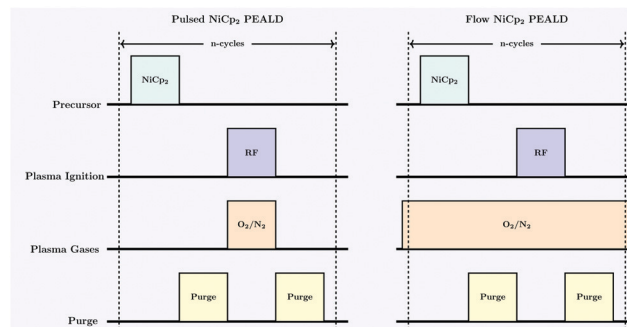 Pulsed NiCp₂ PEALD
Flow NiCp₂ PEALD
n-cycles
n-cycles
NiCp₂
NiCp₂
Precursor
RF
RF
Plasma Ignition
O₂/N₂
O₂/N₂
Plasma Gases
Purge
Purge
Purge
Purge
Purge